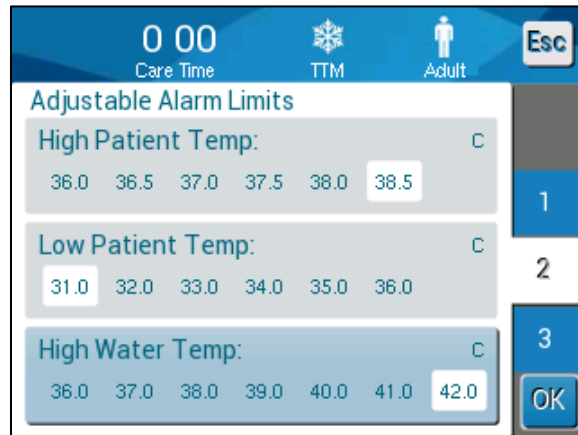 0 00
Care Time
TTM
Adult
Esc
Adjustable Alarm Limits
High Patient Temp: C
36.0 36.5 37.0 37.5 38.0 38.5
Low Patient Temp: C
31.0 32.0 33.0 34.0 35.0 36.0
High Water Temp: C
36.0 37.0 38.0 39.0 40.0 41.0 42.0
1
2
3
OK